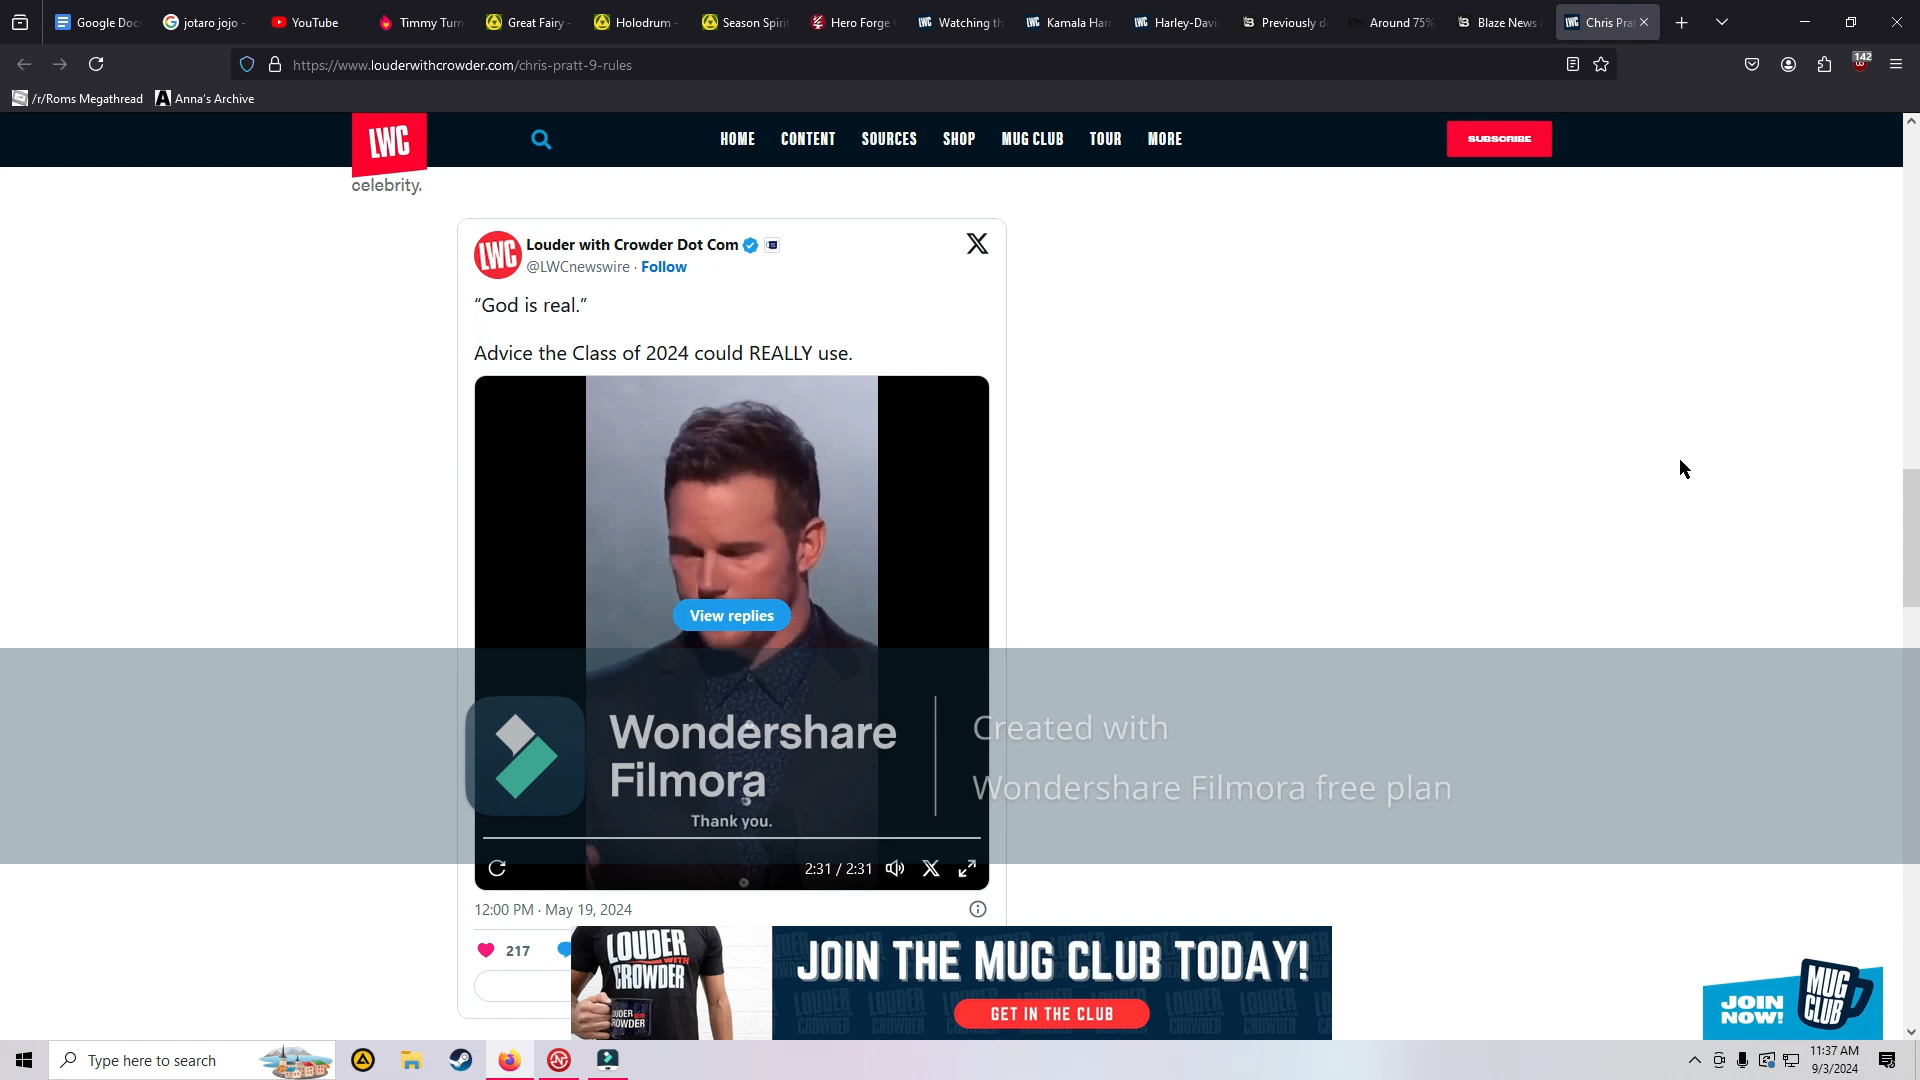 Google Doc
jotaro jojo -
YouTube
Timmy Turn
Great Fairy -
Holodrum -
Season Spirit
Hero Forge
Watching th
Kamala Harr
Harley-Davi
Previously d
Around 75%
Blaze News
Chris Prat
https://www.louderwithcrowder.com/chris-pratt-9-rules
142
/r/Roms Megathread
Anna's Archive
LWC
HOME
CONTENT
SOURCES
SHOP
MUG CLUB
TOUR
MORE
SUBSCRIBE
celebrity.
LWC
Louder with Crowder Dot Com
@LWCnewswire · Follow
“God is real.”
Advice the Class of 2024 could REALLY use.
View replies
Wondershare
Filmora
Created with
Wondershare Filmora free plan
Thank you.
2:31 / 2:31
12:00 PM · May 19, 2024
217
LOUDER
WITH
CROWDER
JOIN THE MUG CLUB TODAY!
GET IN THE CLUB
JOIN
NOW!
MUG
CLUB
Type here to search
11:37 AM
9/3/2024